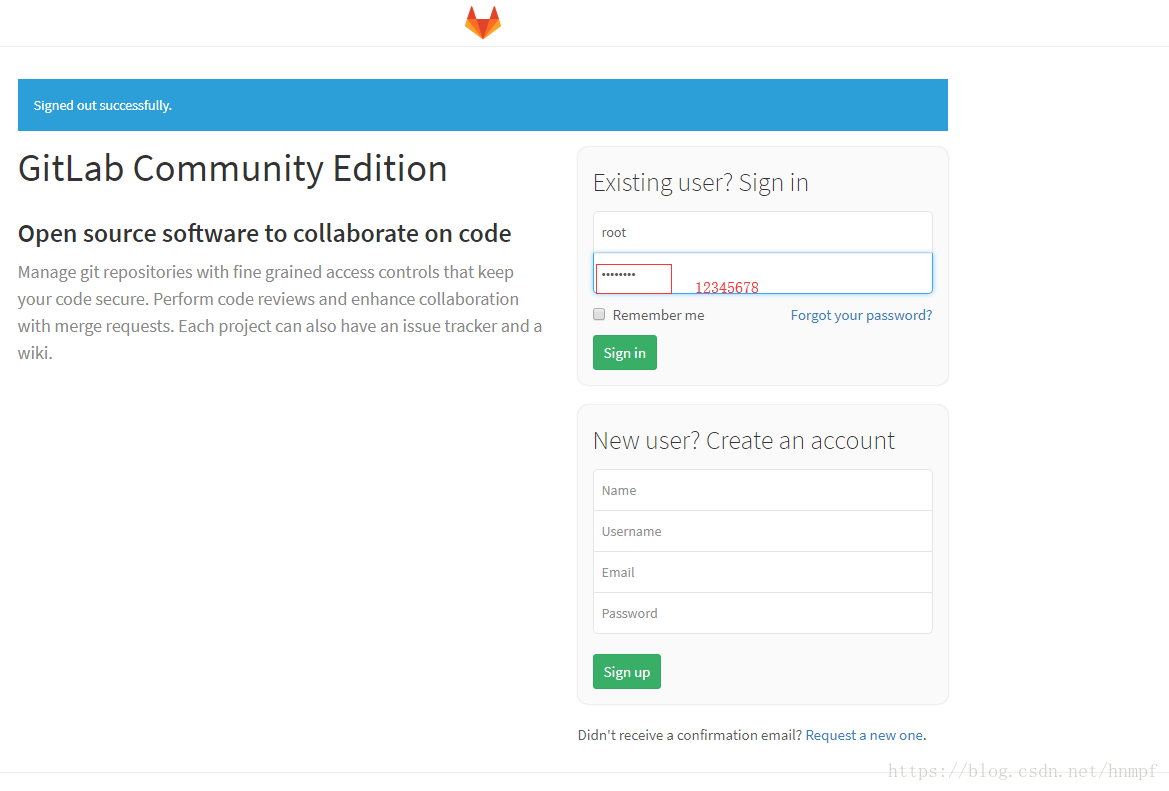 Signed out successfully.
GitLab Community Edition
Open source software to collaborate on code
Manage git repositories with fine grained access controls that keep
your code secure. Perform code reviews and enhance collaboration
with merge requests. Each project can also have an issue tracker and a
wiki.
Existing user? Sign in
root
••••••••
12345678
Remember me
Forgot your password?
Sign in
New user? Create an account
Name
Username
Email
Password
Sign up
Didn't receive a confirmation email? Request a new one.
https://blog.csdn.net/hnmpf